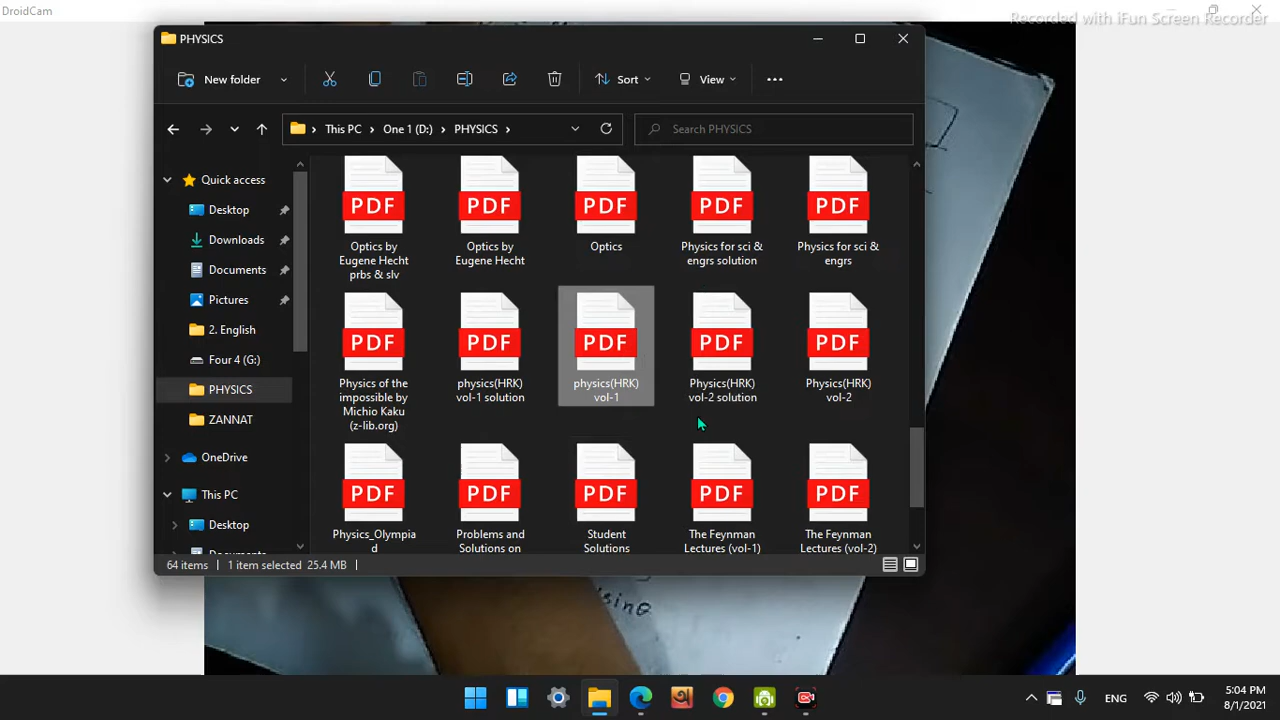 DroidCam
Recorded with iFun Screen Recorder
PHYSICS
New folder
Sort
View
This PC
One 1 (D:)
PHYSICS
Search PHYSICS
Quick access
Desktop
Downloads
Documents
Pictures
2. English
Four 4 (G:)
PHYSICS
ZANNAT
OneDrive
This PC
Desktop
Documents
PDF
PDF
PDF
PDF
PDF
Optics by
Eugene Hecht
prbs & slv
Optics by
Eugene Hecht
Optics
Physics for sci &
engrs solution
Physics for sci &
engrs
PDF
PDF
PDF
PDF
PDF
Physics of the
impossible by
Michio Kaku
(z-lib.org)
physics(HRK)
vol-1 solution
physics(HRK)
vol-1
Physics(HRK)
vol-2 solution
Physics(HRK)
vol-2
PDF
PDF
PDF
PDF
PDF
Physics_Olympia
d
Problems and
Solutions on
Student
Solutions
The Feynman
Lectures (vol-1)
The Feynman
Lectures (vol-2)
64 items
1 item selected 25.4 MB
ENG
5:04 PM
8/1/2021